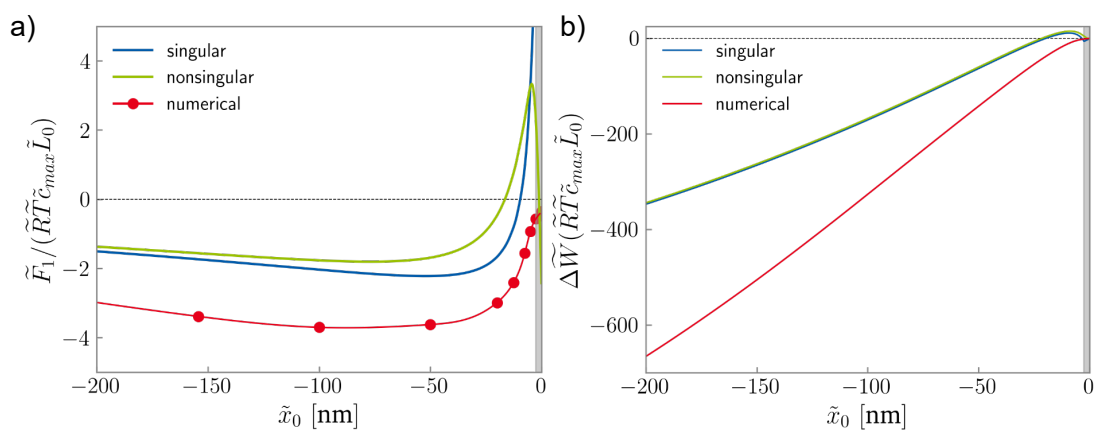 a)
singular
nonsingular
numerical
4
2
0
−2
−4
−200
−150
−100
−50
0
x̃₀ [nm]
F̃₁/(R̃T̃c̃ₘₐₓL̃₀)
b)
singular
nonsingular
numerical
0
−200
−400
−600
−200
−150
−100
−50
0
x̃₀ [nm]
ΔW̃(R̃T̃c̃ₘₐₓL̃₀)